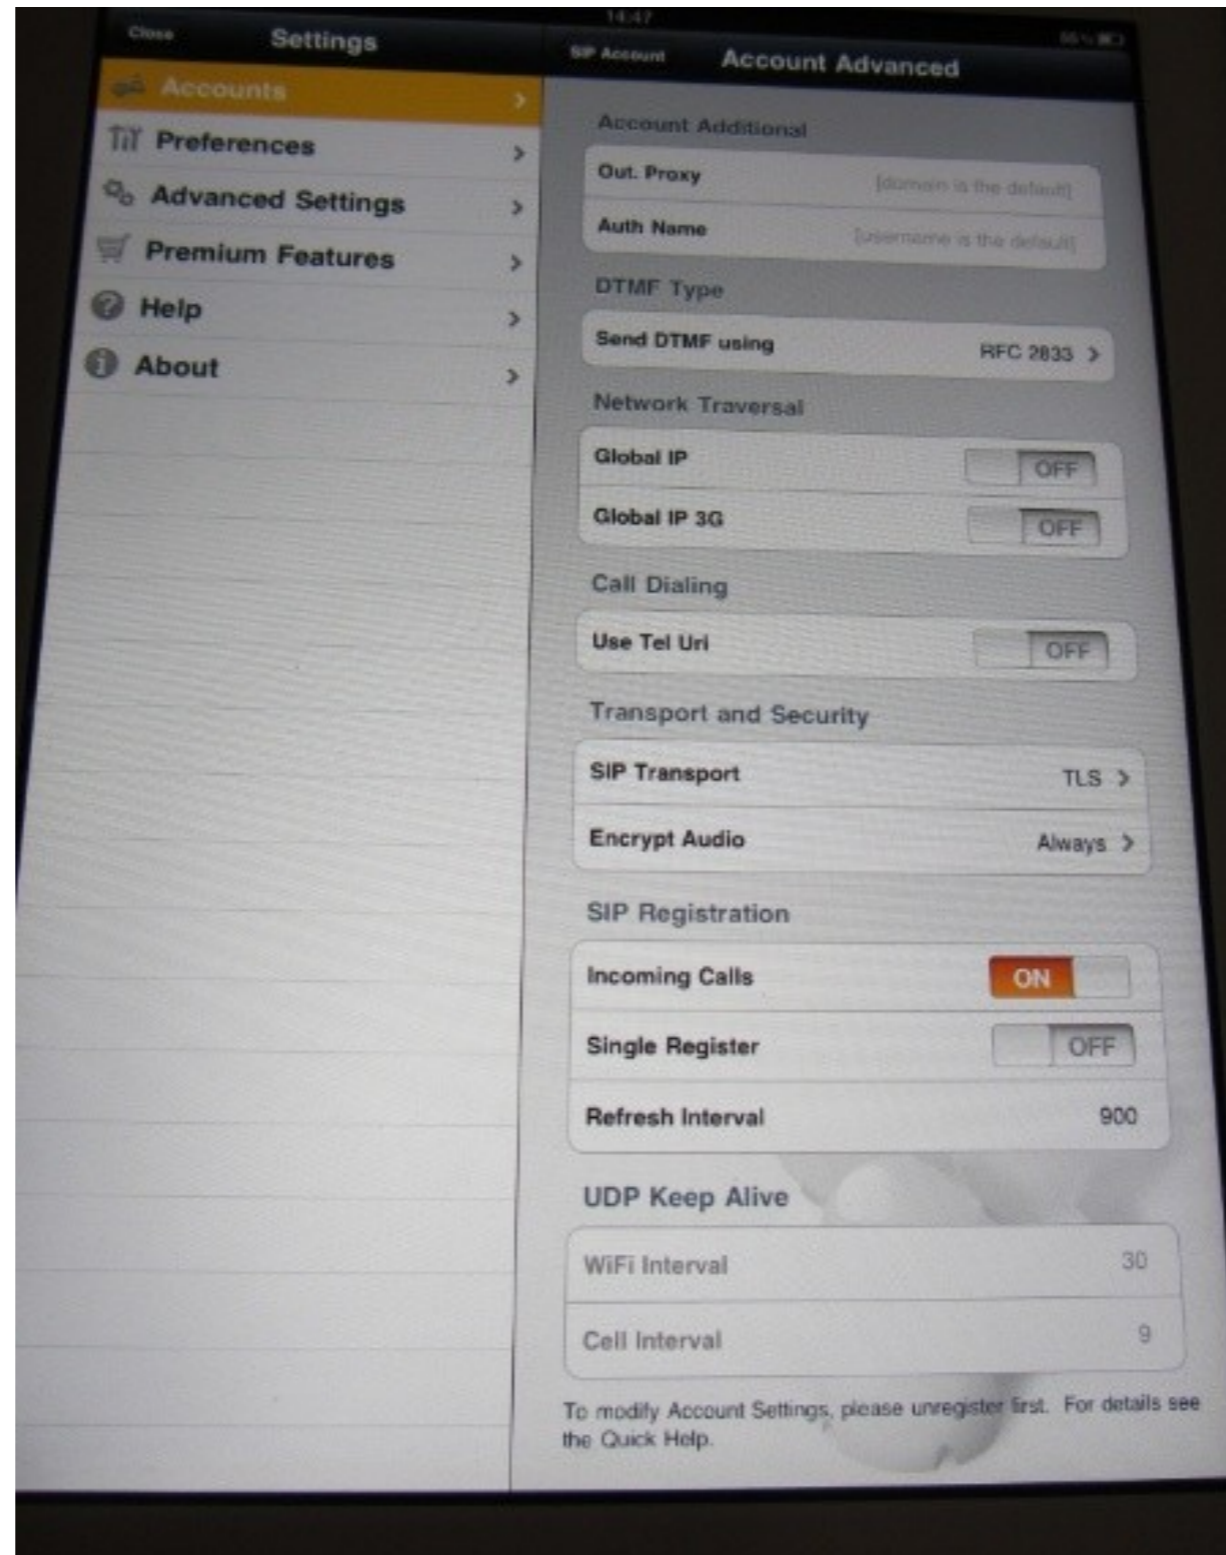 14:47
Close
Settings
SIP Account
Account Advanced
Accounts
Preferences
Advanced Settings
Premium Features
Help
About
Account Additional
Out. Proxy [domain is the default]
Auth Name [username is the default]
DTMF Type
Send DTMF using RFC 2833
Network Traversal
Global IP OFF
Global IP 3G OFF
Call Dialing
Use Tel Uri OFF
Transport and Security
SIP Transport TLS
Encrypt Audio Always
SIP Registration
Incoming Calls ON
Single Register OFF
Refresh Interval 900
UDP Keep Alive
WiFi Interval 30
Cell Interval 9
To modify Account Settings, please unregister first. For details see
the Quick Help.